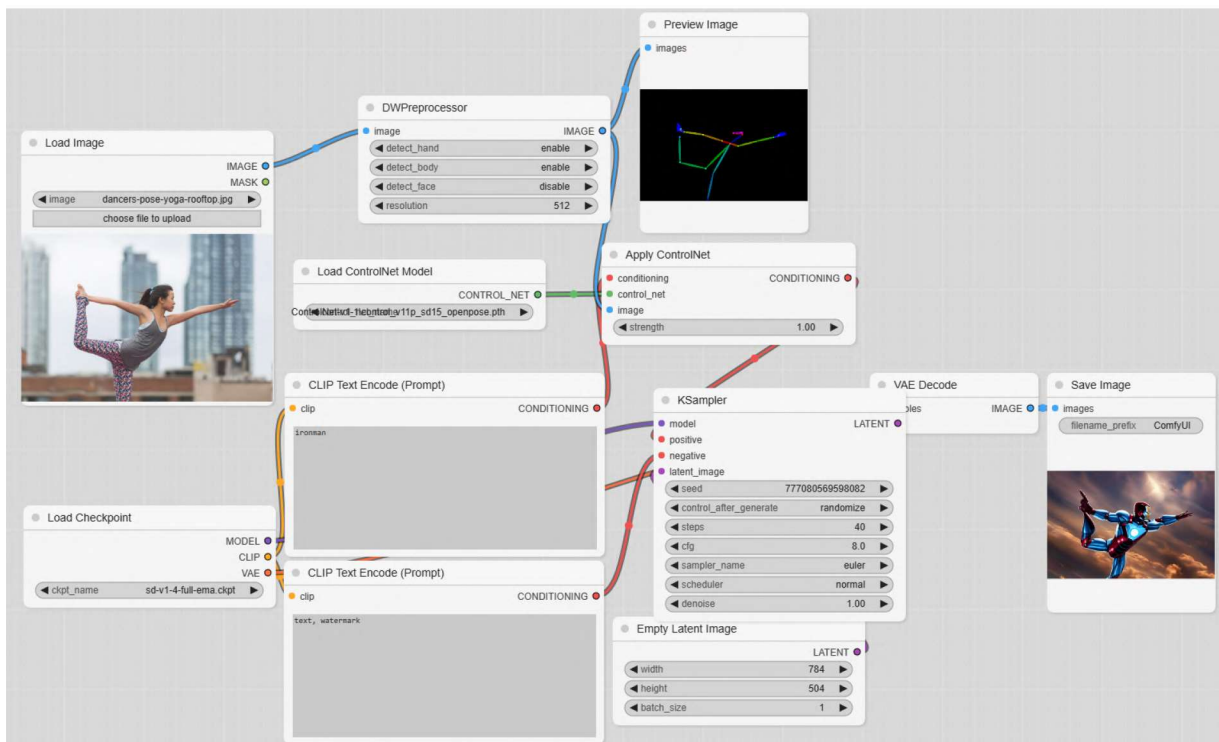 Preview Image
images
DWPreprocessor
image IMAGE
detect_hand enable
detect_body enable
detect_face disable
resolution 512
Load Image
IMAGE
MASK
image dancers-pose-yoga-rooftop.jpg
choose file to upload
Load ControlNet Model
CONTROL_NET
v11p_sd15_openpose.pth
Apply ControlNet
conditioning CONDITIONING
control_net
image
strength 1.00
CLIP Text Encode (Prompt)
clip CONDITIONING
ironman
KSampler
model LATENT
positive
negative
latent_image
seed 777080569598082
control_after_generate randomize
steps 40
cfg 8.0
sampler_name euler
scheduler normal
denoise 1.00
VAE Decode
IMAGE
Save Image
images
filename_prefix ComfyUI
Load Checkpoint
MODEL
CLIP
VAE
ckpt_name sd-v1-4-full-ema.ckpt
CLIP Text Encode (Prompt)
clip CONDITIONING
text, watermark
Empty Latent Image
LATENT
width 784
height 504
batch_size 1